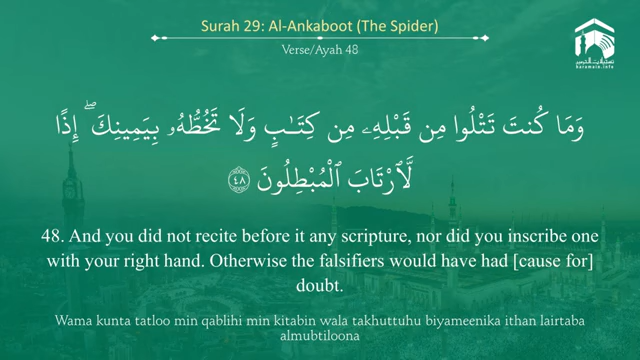 Surah 29: Al-Ankaboot (The Spider)
Verse/Ayah 48
haramain.info
وَمَا كُنتَ تَتْلُوا مِن قَبْلِهِۦ مِن كِتَـٰبٍ وَلَا تَخُطُّهُۥ بِيَمِينِكَ ۖ إِذًا
لَّٱرْتَابَ ٱلْمُبْطِلُونَ ٤٨
48. And you did not recite before it any scripture, nor did you inscribe one
with your right hand. Otherwise the falsifiers would have had [cause for]
doubt.
Wama kunta tatloo min qablihi min kitabin wala takhuttuhu biyameenika ithan lairtaba
almubtiloona